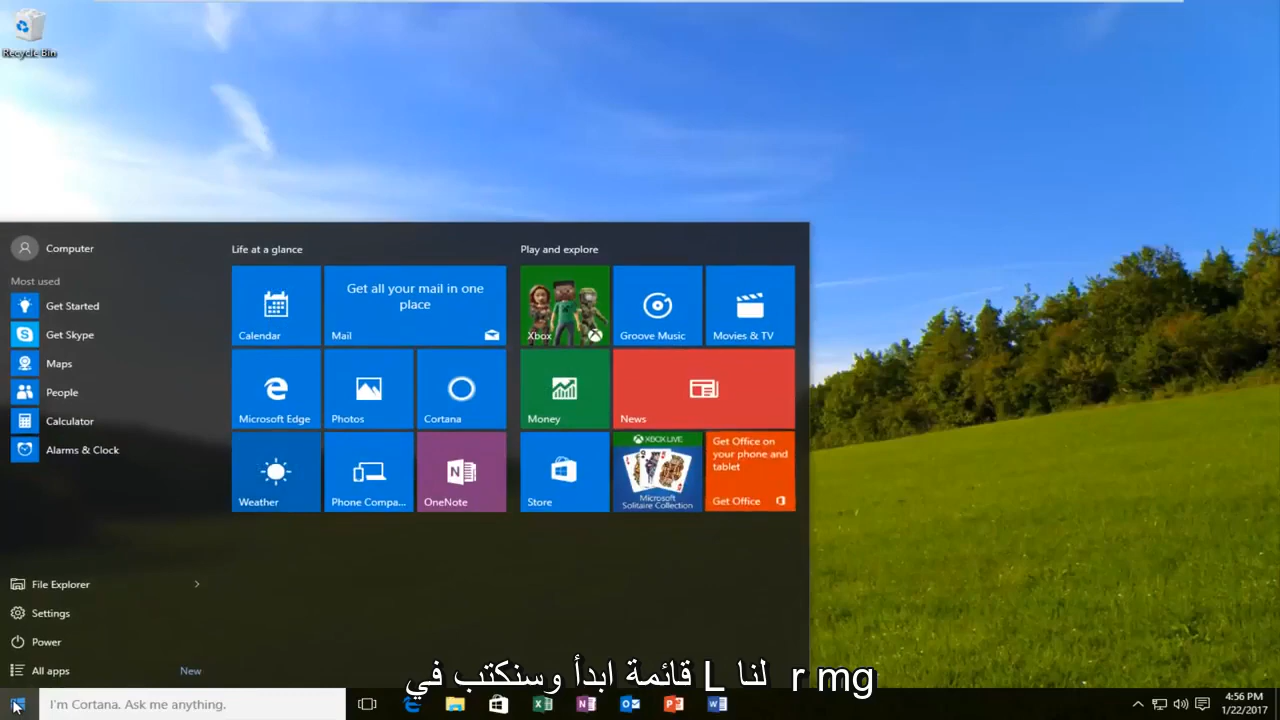 Recycle Bin
Computer
Most used
Get Started
Get Skype
Maps
People
Calculator
Alarms & Clock
File Explorer
Settings
Power
All apps
New
Life at a glance
Calendar
Get all your mail in one
place
Mail
Microsoft Edge
Photos
Cortana
Weather
Phone Compa...
OneNote
Play and explore
Xbox
Groove Music
Movies & TV
Money
News
Store
XBOX LIVE
Microsoft
Solitaire Collection
Get Office on
your phone and
tablet
Get Office
لنا L قائمة ابدأ وسنكتب في r mg
I'm Cortana. Ask me anything.
4:56 PM
1/22/2017